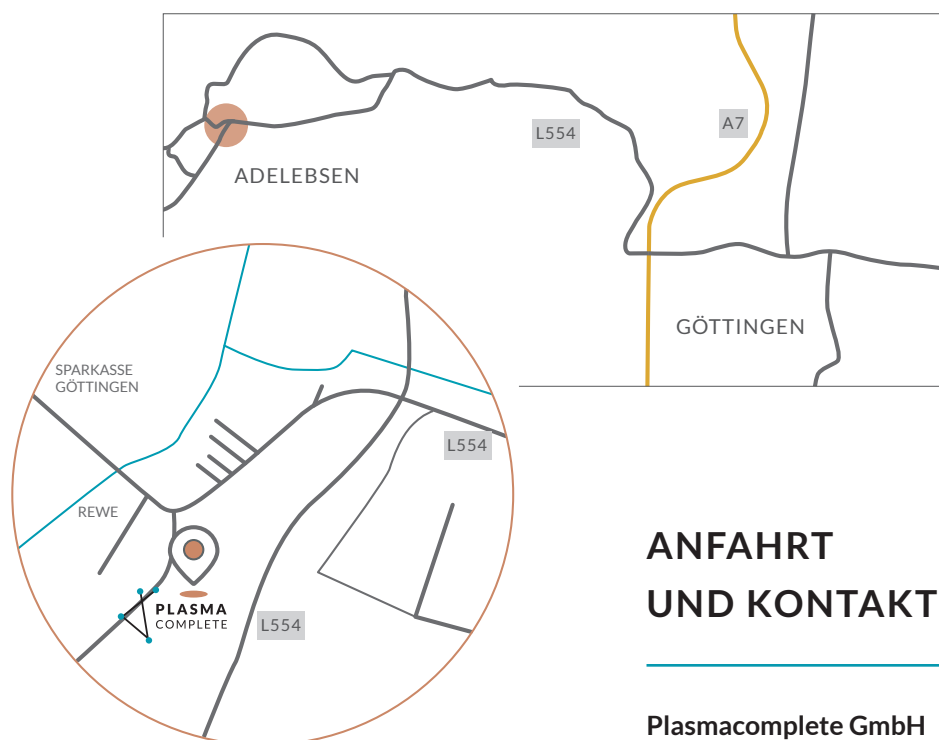 A7
L554
ADELEBSEN
GÖTTINGEN
SPARKASSE
GÖTTINGEN
L554
REWE
PLASMA
COMPLETE
L554
ANFAHRT
UND KONTAKT
Plasmacomplete GmbH